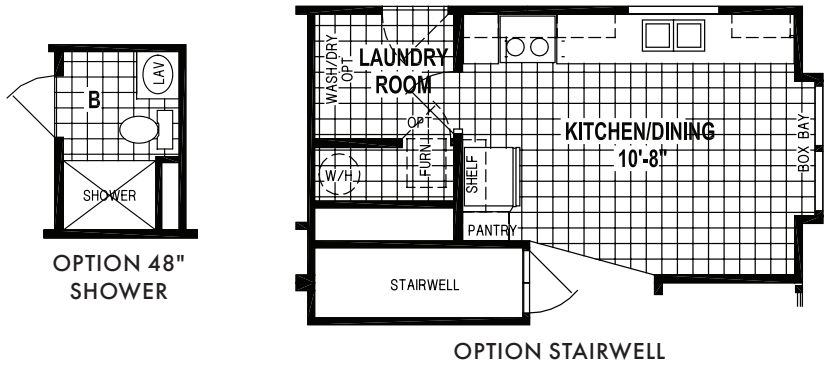 LAV
B
SHOWER
OPTION 48"
SHOWER
WASH/DRY
OPT
LAUNDRY
ROOM
OPT
W/H
FURN
SHELF
PANTRY
KITCHEN/DINING
10'-8"
BOX BAY
STAIRWELL
OPTION STAIRWELL